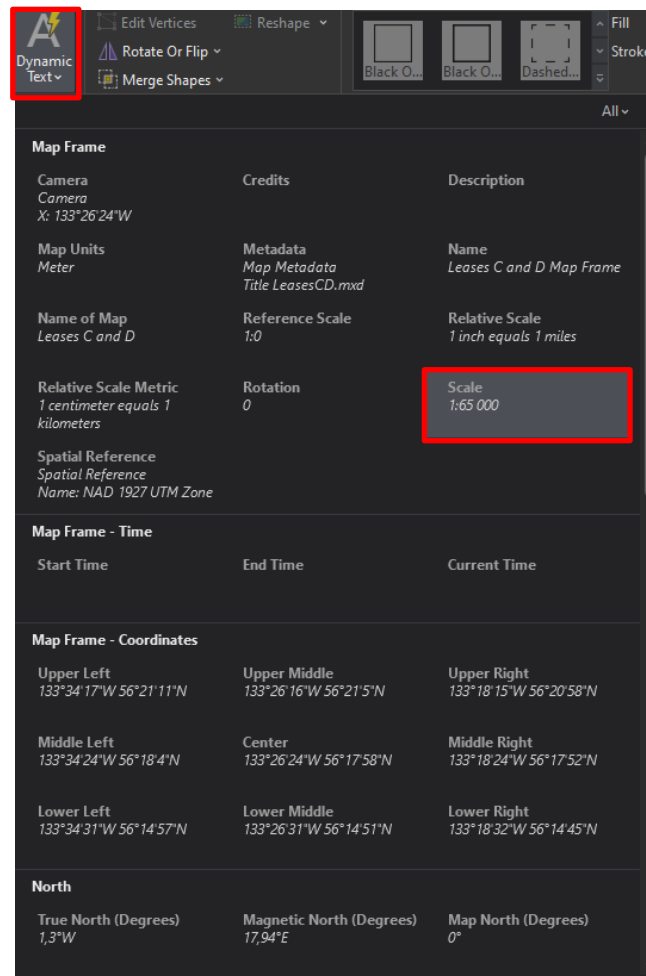 Edit Vertices Reshape Fill
Dynamic Text Rotate Or Flip Stroke
Merge Shapes Black O... Black O... Dashed...
All
Map Frame
Camera Credits Description
Camera
X: 133°26'24"W
Map Units Metadata Name
Meter Map Metadata Leases C and D Map Frame
Title LeasesCD.mxd
Name of Map Reference Scale Relative Scale
Leases C and D 1:0 1 inch equals 1 miles
Relative Scale Metric Rotation Scale
1 centimeter equals 1 0 1:65 000
kilometers
Spatial Reference
Spatial Reference
Name: NAD 1927 UTM Zone
Map Frame - Time
Start Time End Time Current Time
Map Frame - Coordinates
Upper Left Upper Middle Upper Right
133°34'17"W 56°21'11"N 133°26'16"W 56°21'5"N 133°18'15"W 56°20'58"N
Middle Left Center Middle Right
133°34'24"W 56°18'4"N 133°26'24"W 56°17'58"N 133°18'24"W 56°17'52"N
Lower Left Lower Middle Lower Right
133°34'31"W 56°14'57"N 133°26'31"W 56°14'51"N 133°18'32"W 56°14'45"N
North
True North (Degrees) Magnetic North (Degrees) Map North (Degrees)
1,3°W 17,94°E 0°